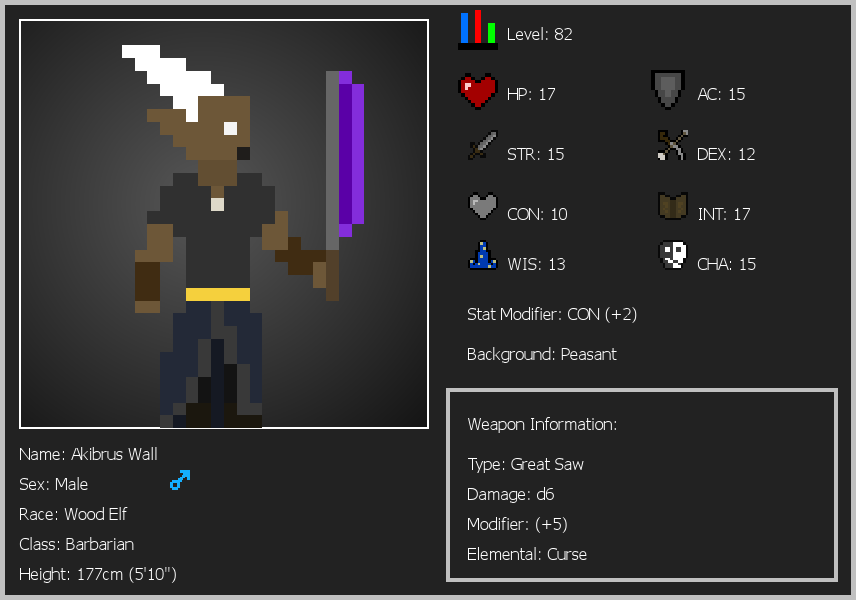 Level: 82
HP: 17
AC: 15
STR: 15
DEX: 12
CON: 10
INT: 17
WIS: 13
CHA: 15
Stat Modifier: CON (+2)
Background: Peasant
Weapon Information:
Type: Great Saw
Damage: d6
Modifier: (+5)
Elemental: Curse
Name: Akibrus Wall
Sex: Male
Race: Wood Elf
Class: Barbarian
Height: 177cm (5'10")